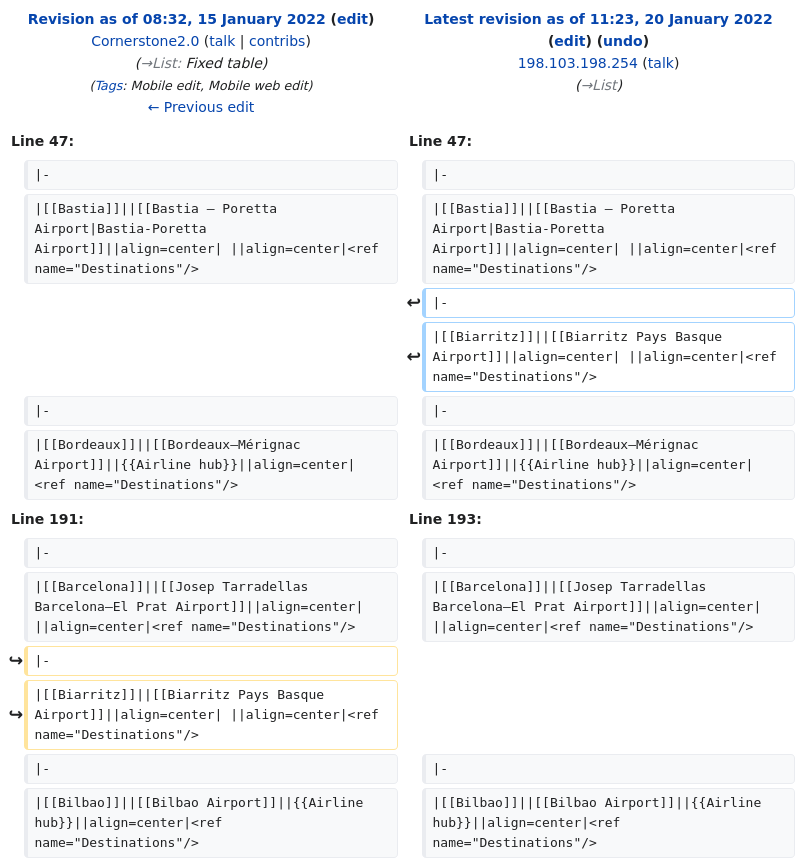 Revision as of 08:32, 15 January 2022 (edit)
Cornerstone2.0 (talk | contribs)
(→List: Fixed table)
(Tags: Mobile edit, Mobile web edit)
← Previous edit
Latest revision as of 11:23, 20 January 2022
(edit) (undo)
198.103.198.254 (talk)
(→List)
Line 47:
Line 47:
|-
|-
|[[Bastia]]||[[Bastia – Poretta
Airport|Bastia-Poretta
Airport]]||align=center| ||align=center|<ref
name="Destinations"/>
|[[Bastia]]||[[Bastia – Poretta
Airport|Bastia-Poretta
Airport]]||align=center| ||align=center|<ref
name="Destinations"/>
↩
|-
↩
|[[Biarritz]]||[[Biarritz Pays Basque
Airport]]||align=center| ||align=center|<ref
name="Destinations"/>
|-
|-
|[[Bordeaux]]||[[Bordeaux–Mérignac
Airport]]||{{Airline hub}}||align=center|
<ref name="Destinations"/>
|[[Bordeaux]]||[[Bordeaux–Mérignac
Airport]]||{{Airline hub}}||align=center|
<ref name="Destinations"/>
Line 191:
Line 193:
|-
|-
|[[Barcelona]]||[[Josep Tarradellas
Barcelona–El Prat Airport]]||align=center|
||align=center|<ref name="Destinations"/>
|[[Barcelona]]||[[Josep Tarradellas
Barcelona–El Prat Airport]]||align=center|
||align=center|<ref name="Destinations"/>
↪
|-
↪
|[[Biarritz]]||[[Biarritz Pays Basque
Airport]]||align=center| ||align=center|<ref
name="Destinations"/>
|-
|-
|[[Bilbao]]||[[Bilbao Airport]]||{{Airline
hub}}||align=center|<ref
name="Destinations"/>
|[[Bilbao]]||[[Bilbao Airport]]||{{Airline
hub}}||align=center|<ref
name="Destinations"/>